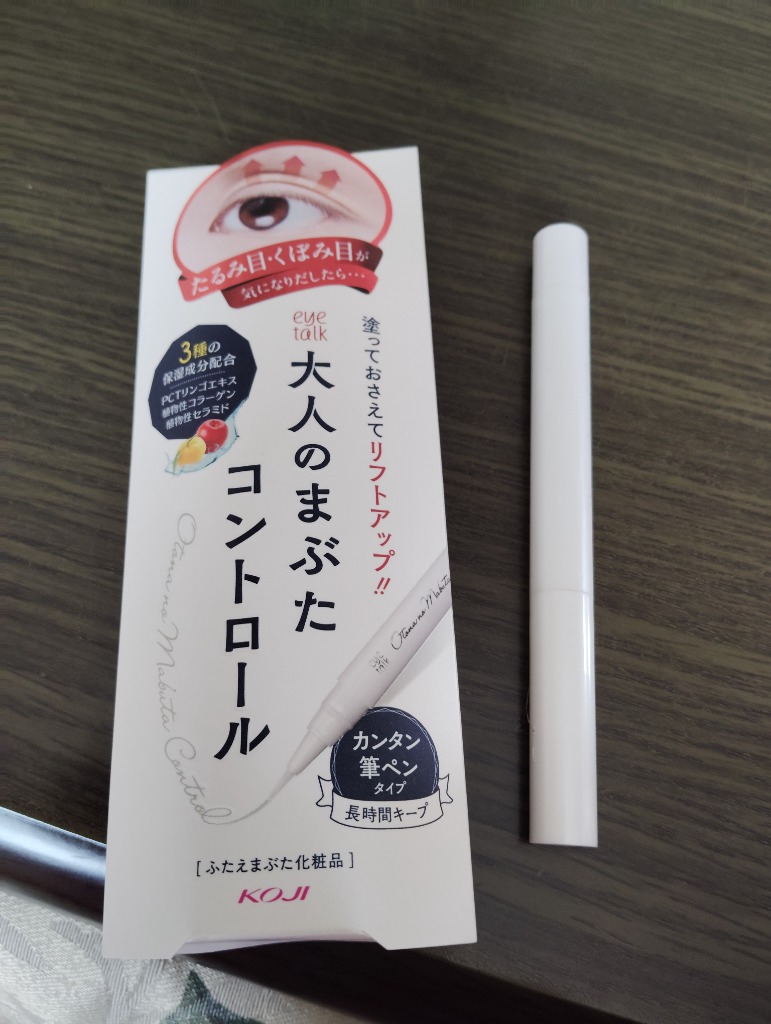 たるみ目・くぼみ目が
気になりだしたら…
eye
talk
塗っておさえてリフトアップ!!
大人のまぶた
コントロール
3種の
保湿成分配合
PCTリンゴエキス
植物性コラーゲン
植物性セラミド
Otona no Mabuta Control
Otona no Mabuta
カンタン
筆ペン
タイプ
長時間キープ
[ふたえまぶた化粧品]
KOJI